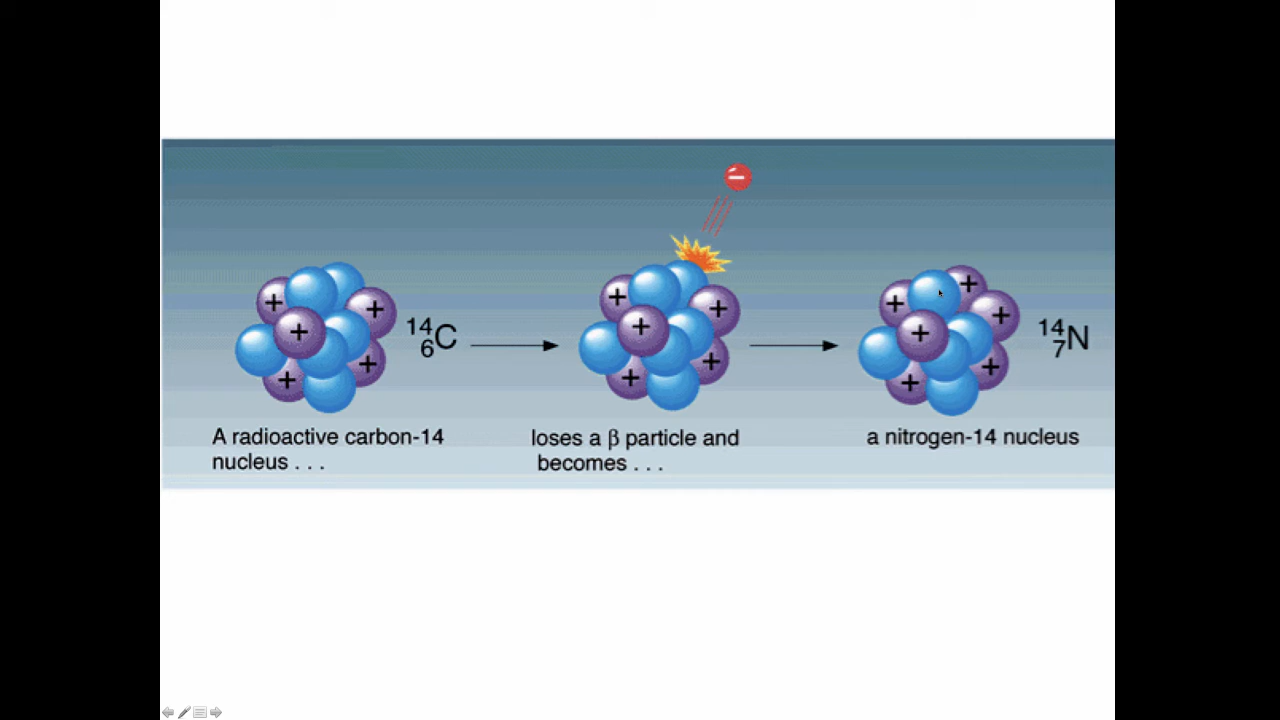 −
+ + + + +
¹⁴₆C
+ + + + +
+ + + + + +
¹⁴₇N
A radioactive carbon-14
nucleus . . .
loses a β particle and
becomes . . .
a nitrogen-14 nucleus